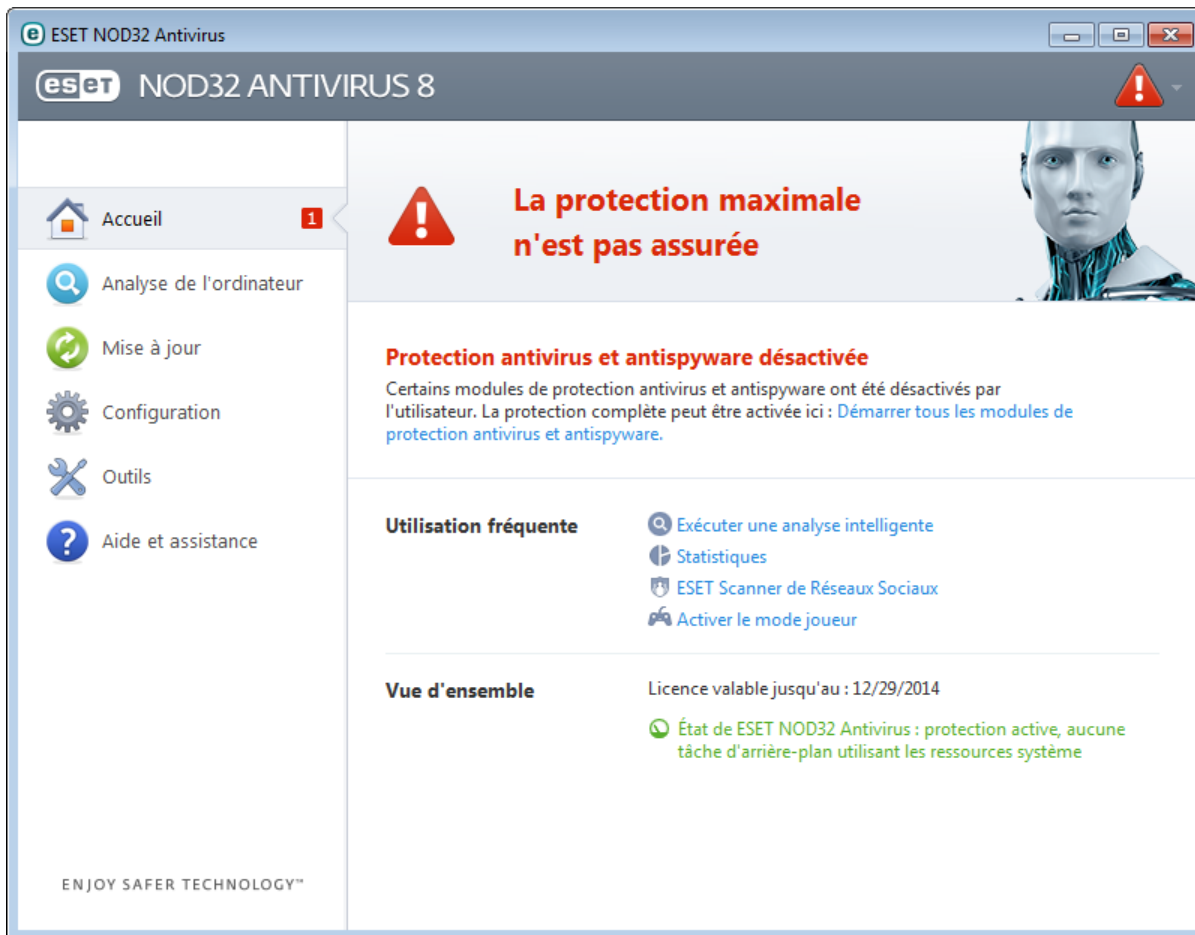 ESET NOD32 Antivirus
eset NOD32 ANTIVIRUS 8
La protection maximale
n'est pas assurée
Accueil 1
Analyse de l'ordinateur
Mise à jour
Configuration
Outils
Aide et assistance
Protection antivirus et antispyware désactivée
Certains modules de protection antivirus et antispyware ont été désactivés par
l'utilisateur. La protection complète peut être activée ici : Démarrer tous les modules de
protection antivirus et antispyware.
Utilisation fréquente
Exécuter une analyse intelligente
Statistiques
ESET Scanner de Réseaux Sociaux
Activer le mode joueur
Vue d'ensemble
Licence valable jusqu'au : 12/29/2014
État de ESET NOD32 Antivirus : protection active, aucune
tâche d'arrière-plan utilisant les ressources système
ENJOY SAFER TECHNOLOGY™